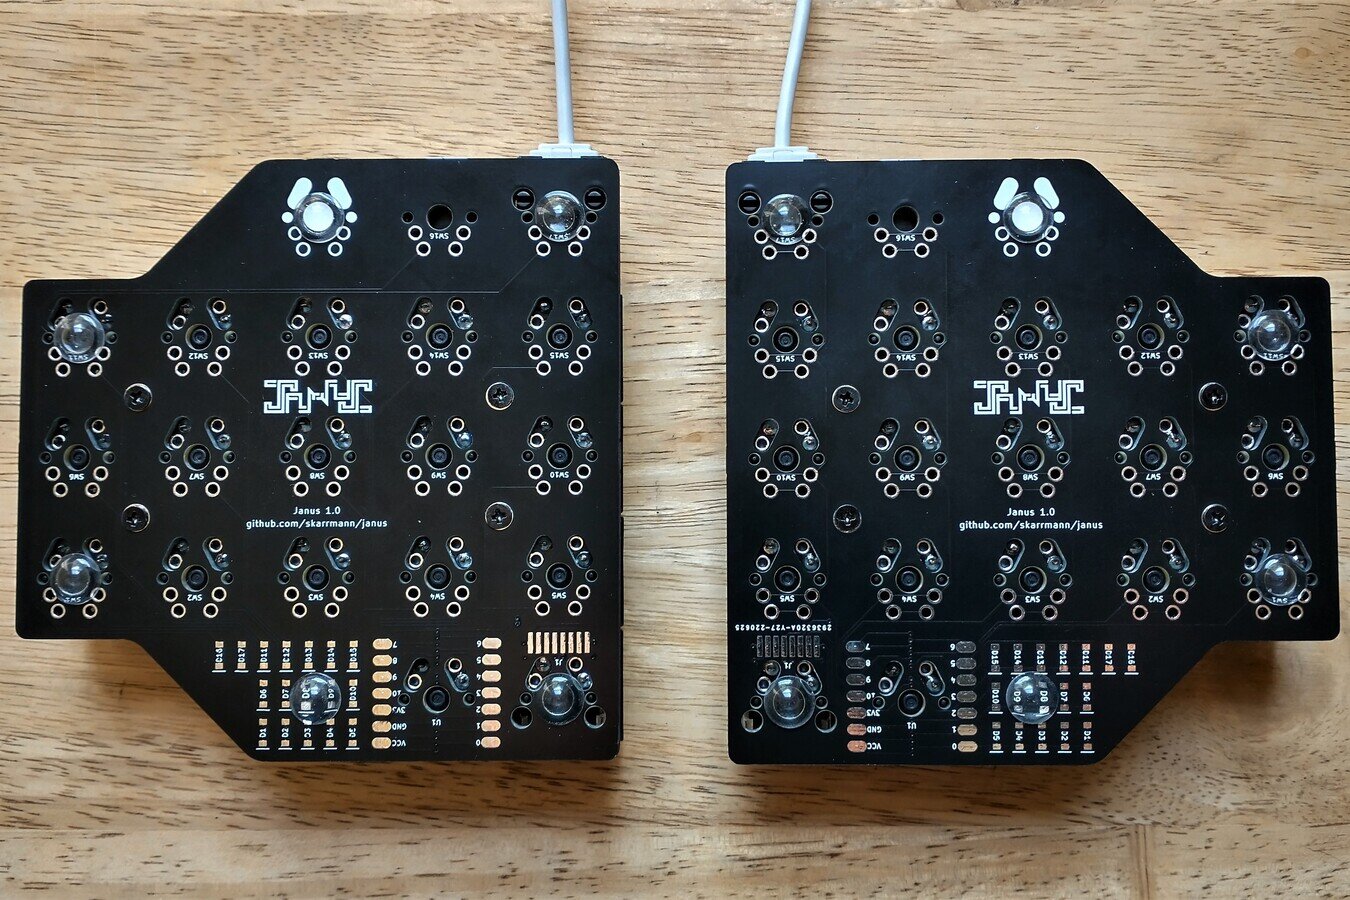 SW16
SW17
SW17
SW16
SW11
SW12
SW13
SW14
SW15
SW15
SW14
SW13
SW12
SW11
JANUS
JANUS
SW6
SW7
SW8
SW9
SW10
SW10
SW9
SW8
SW7
SW6
Janus 1.0
github.com/skarrmann/janus
Janus 1.0
github.com/skarrmann/janus
SW2
SW3
SW4
SW5
SW5
SW4
SW3
SW2
SW1
2936320A-Y27-220625
D16 D17 D11 D12 D13 D14 D15
7 6
J1
8 5
9 4
10 3
3V3 2
GND 1
VCC 0
D6 D7 D8 D9 D10
D1 D2 D3 D4 D5
U1
J1
7 6
8 5
9 4
10 3
3V3 2
GND 1
VCC 0
U1
D15 D14 D13 D12 D11 D17 D16
D10 D9 D8 D7 D6
D5 D4 D3 D2 D1